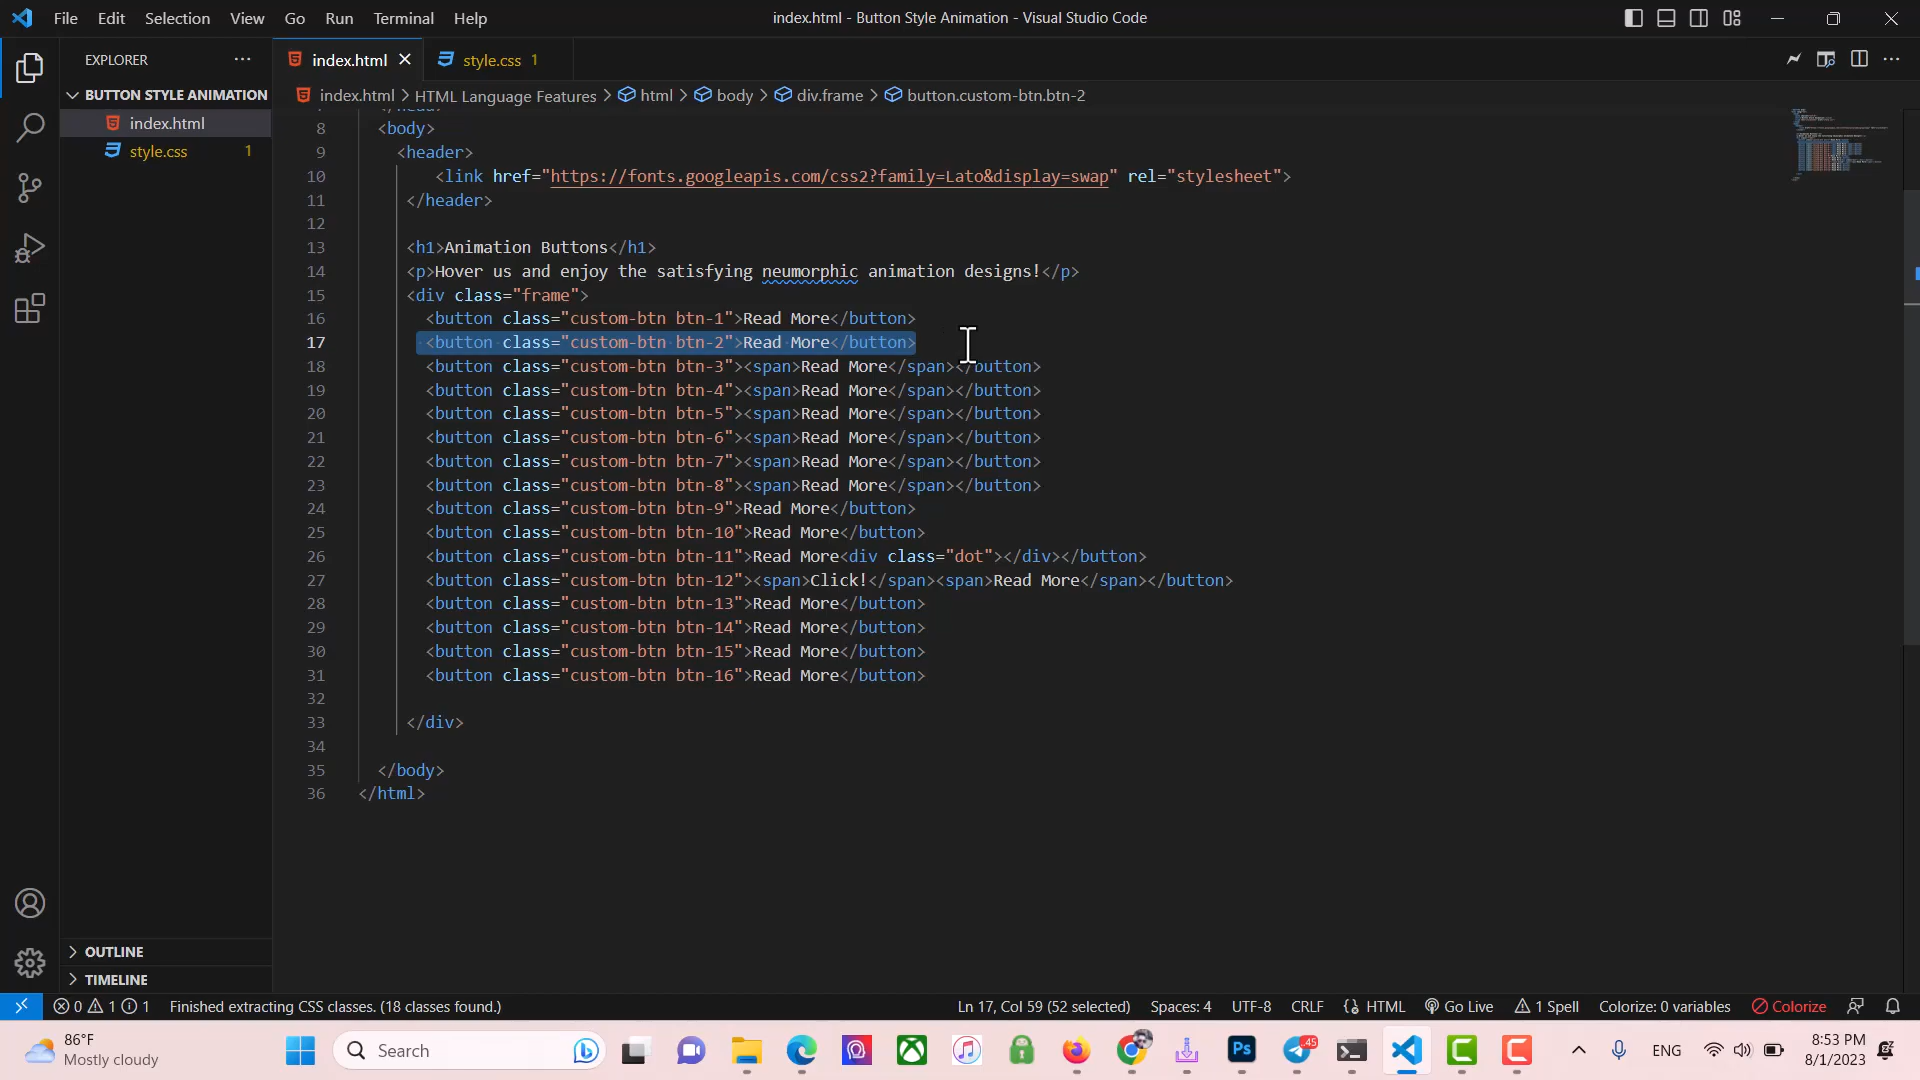 File Edit Selection View Go Run Terminal Help
index.html - Button Style Animation - Visual Studio Code
EXPLORER
BUTTON STYLE ANIMATION
index.html
style.css 1
index.html
style.css 1
index.html > HTML Language Features > html > body > div.frame > button.custom-btn.btn-2
8 <body>
9 <header>
10 <link href="https://fonts.googleapis.com/css2?family=Lato&display=swap" rel="stylesheet">
11 </header>
12
13 <h1>Animation Buttons</h1>
14 <p>Hover us and enjoy the satisfying neumorphic animation designs!</p>
15 <div class="frame">
16 <button class="custom-btn btn-1">Read More</button>
17 <button class="custom-btn btn-2">Read More</button>
18 <button class="custom-btn btn-3"><span>Read More</span></button>
19 <button class="custom-btn btn-4"><span>Read More</span></button>
20 <button class="custom-btn btn-5"><span>Read More</span></button>
21 <button class="custom-btn btn-6"><span>Read More</span></button>
22 <button class="custom-btn btn-7"><span>Read More</span></button>
23 <button class="custom-btn btn-8"><span>Read More</span></button>
24 <button class="custom-btn btn-9">Read More</button>
25 <button class="custom-btn btn-10">Read More</button>
26 <button class="custom-btn btn-11">Read More<div class="dot"></div></button>
27 <button class="custom-btn btn-12"><span>Click!</span><span>Read More</span></button>
28 <button class="custom-btn btn-13">Read More</button>
29 <button class="custom-btn btn-14">Read More</button>
30 <button class="custom-btn btn-15">Read More</button>
31 <button class="custom-btn btn-16">Read More</button>
32
33 </div>
34
35 </body>
36 </html>
OUTLINE
TIMELINE
0 1 1 Finished extracting CSS classes. (18 classes found.) Ln 17, Col 59 (52 selected) Spaces: 4 UTF-8 CRLF HTML Go Live 1 Spell Colorize: 0 variables Colorize
86°F
Mostly cloudy
Search
Ps
45
ENG
8:53 PM
8/1/2023